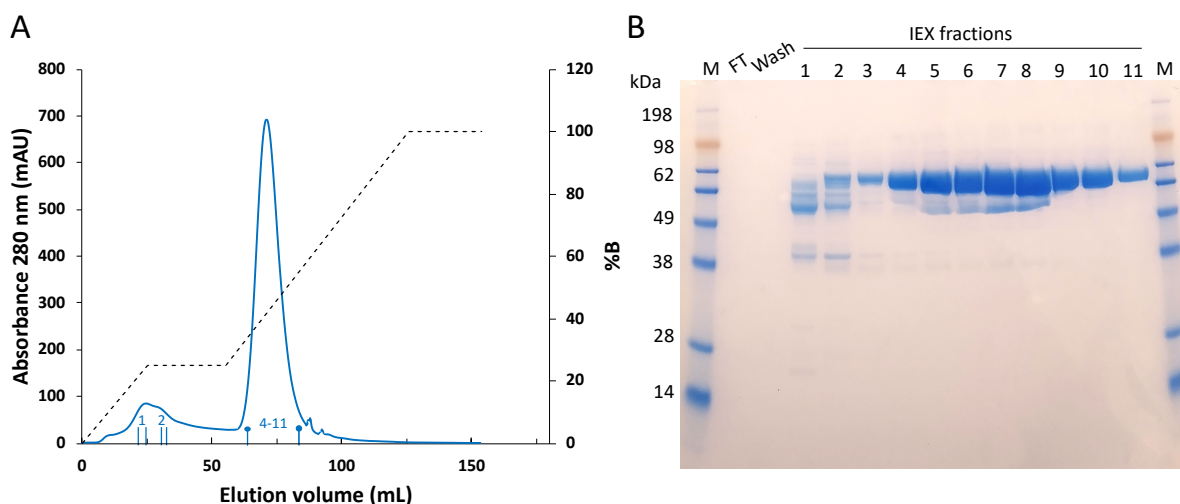 A
Absorbance 280 nm (mAU)
800
700
600
500
400
300
200
100
0
120
100
80
60
40
20
0
%B
1
2
4-11
0
50
100
150
Elution volume (mL)
B
IEX fractions
kDa
M
FT
Wash
1 2 3 4 5 6 7 8 9 10 11
M
198
98
62
49
38
28
14